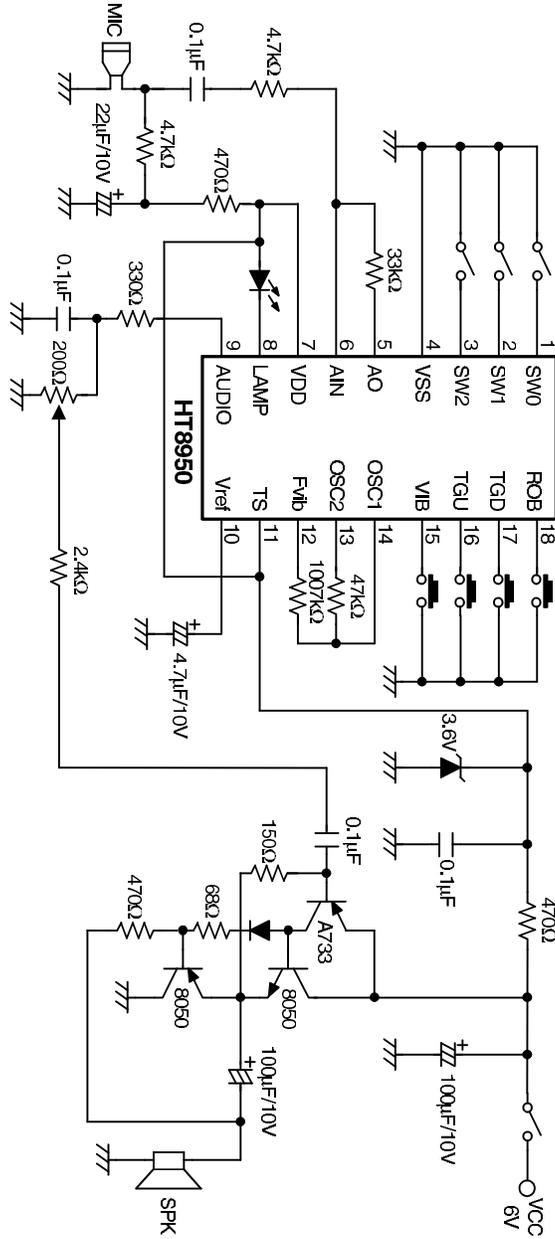 VCC
6V
470Ω
100µF/10V
3.6V
0.1µF
1
2
3
4
5
6
7
8
9
SW0
SW1
SW2
VSS
AO
AIN
VDD
LAMP
AUDIO
HT8950
ROB
TGD
TGU
VIB
OSC1
OSC2
Fvib
TS
Vref
18
17
16
15
14
13
12
11
10
33kΩ
4.7kΩ
0.1µF
MIC
4.7kΩ
22µF/10V
+
470Ω
330Ω
0.1µF
200Ω
47kΩ
1007kΩ
+
4.7µF/10V
2.4kΩ
0.1µF
150Ω
A733
8050
68Ω
470Ω
8050
+
100µF/10V
+
SPK